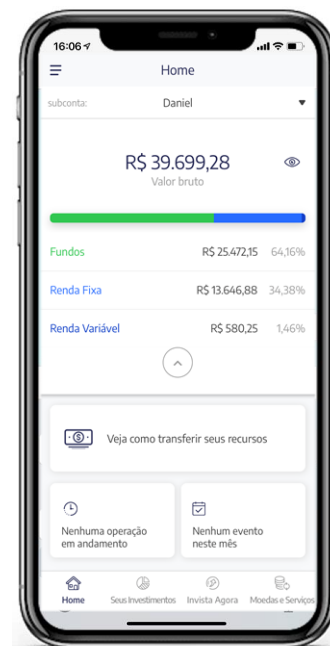 16:06
Home
subconta: Daniel
R$ 39.699,28
Valor bruto
Fundos R$ 25.472,15 64,16%
Renda Fixa R$ 13.646,88 34,38%
Renda Variável R$ 580,25 1,46%
Veja como transferir seus recursos
Nenhuma operação
em andamento
Nenhum evento
neste mês
Home Seus Investimentos Invista Agora Moedas e Serviços